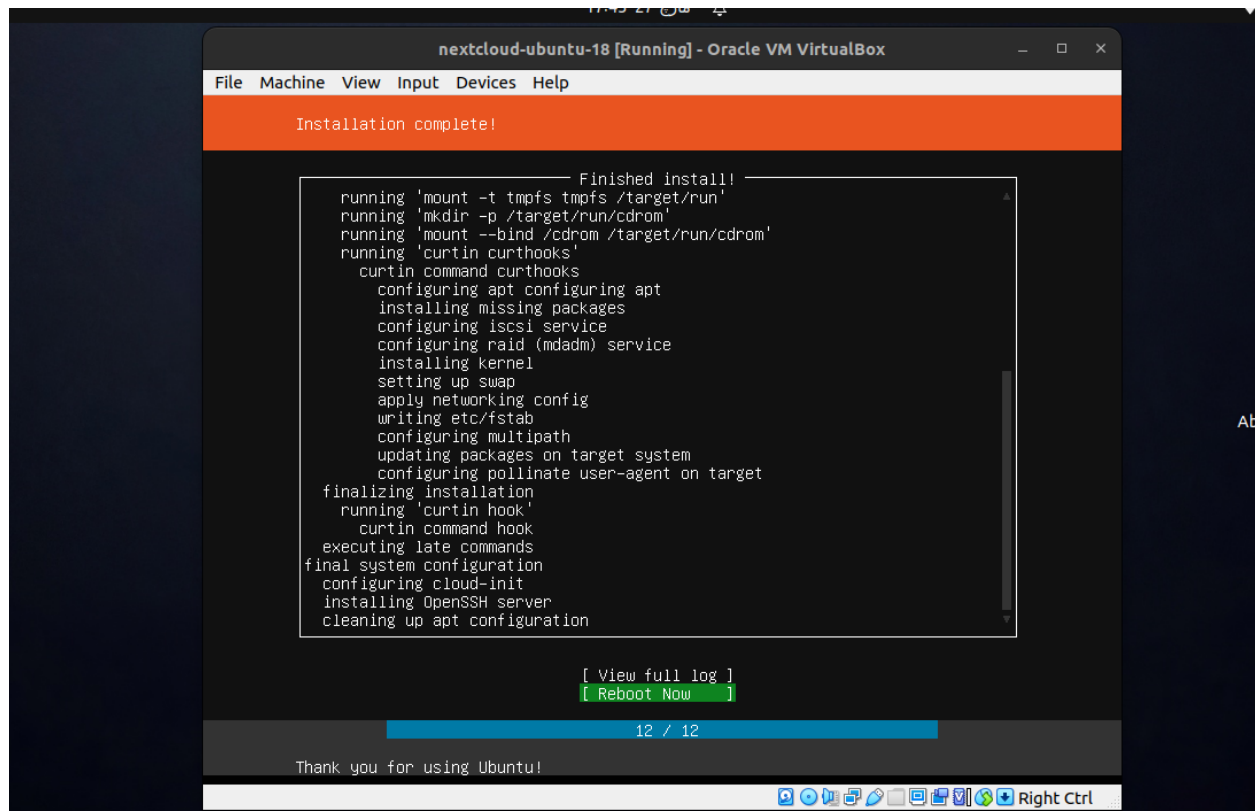 nextcloud-ubuntu-18 [Running] - Oracle VM VirtualBox
File Machine View Input Devices Help
Installation complete!
Finished install!
running 'mount -t tmpfs tmpfs /target/run'
running 'mkdir -p /target/run/cdrom'
running 'mount --bind /cdrom /target/run/cdrom'
running 'curtin curthooks'
curtin command curthooks
configuring apt configuring apt
installing missing packages
configuring iscsi service
configuring raid (mdadm) service
installing kernel
setting up swap
apply networking config
writing etc/fstab
configuring multipath
updating packages on target system
configuring pollinate user-agent on target
finalizing installation
running 'curtin hook'
curtin command hook
executing late commands
final system configuration
configuring cloud-init
installing OpenSSH server
cleaning up apt configuration
[ View full log ]
[ Reboot Now ]
12 / 12
Thank you for using Ubuntu!
Right Ctrl